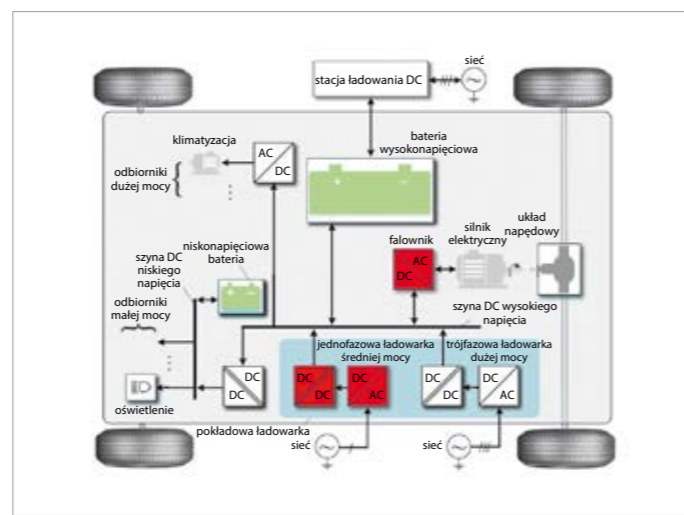 sieć
stacja ładowania DC
klimatyzacja
AC
DC
odbiorniki
dużej mocy
bateria
wysokonapięciowa
układ
napędowy
silnik
elektryczny
falownik
AC
DC
niskonapięciowa
bateria
szyna DC
niskiego
napięcia
odbiorniki
małej mocy
szyna DC wysokiego
napięcia
jednofazowa ładowarka
średniej mocy
trójfazowa ładowarka
dużej mocy
DC
DC
DC
DC
DC
AC
DC
DC
DC
AC
oświetlenie
pokładowa ładowarka
sieć
sieć